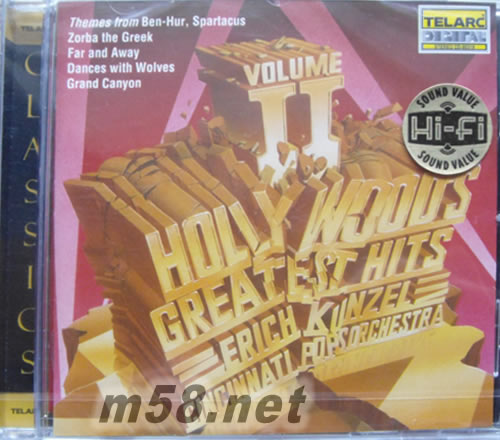 TELARC
CLASSICS
TELARC
Themes from Ben-Hur, Spartacus
Zorba the Greek
Far and Away
Dances with Wolves
Grand Canyon
TELARC
DIGITAL
VOLUME
II
SOUND VALUE
Hi-Fi
SOUND VALUE
HOLLYWOOD'S
GREATEST HITS
ERICH KUNZEL
CINCINNATI POPS ORCHESTRA
m58.net